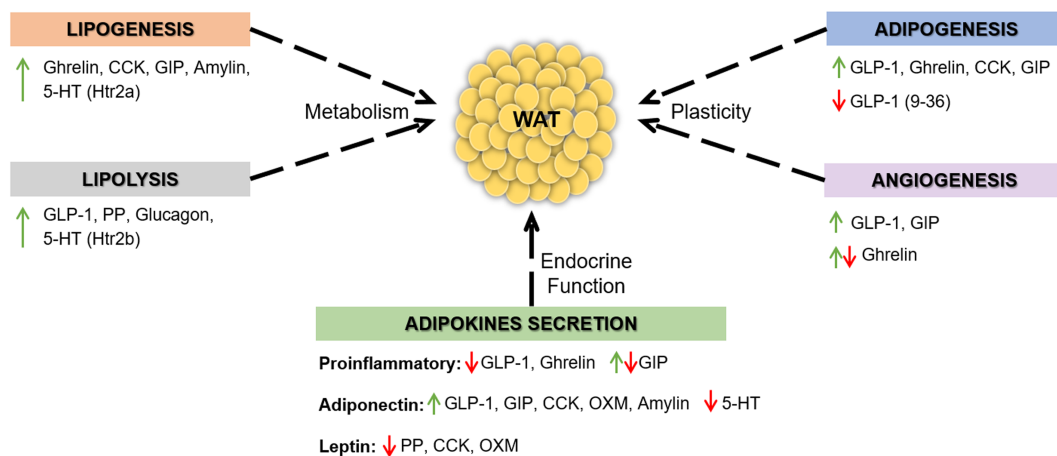 LIPOGENESIS
Ghrelin, CCK, GIP, Amylin,
5-HT (Htr2a)
Metabolism
LIPOLYSIS
GLP-1, PP, Glucagon,
5-HT (Htr2b)
WAT
ADIPOGENESIS
GLP-1, Ghrelin, CCK, GIP
GLP-1 (9-36)
Plasticity
ANGIOGENESIS
GLP-1, GIP
Ghrelin
Endocrine
Function
ADIPOKINES SECRETION
Proinflammatory: GLP-1, Ghrelin GIP
Adiponectin: GLP-1, GIP, CCK, OXM, Amylin 5-HT
Leptin: PP, CCK, OXM